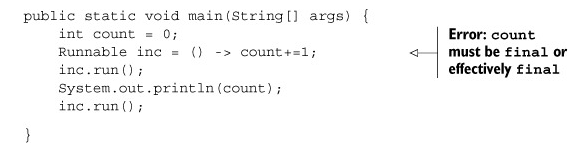 public static void main(String[] args) {
    int count = 0;
    Runnable inc = () -> count+=1;
    inc.run();
    System.out.println(count);
    inc.run();
}
Error: count
must be final or
effectively final